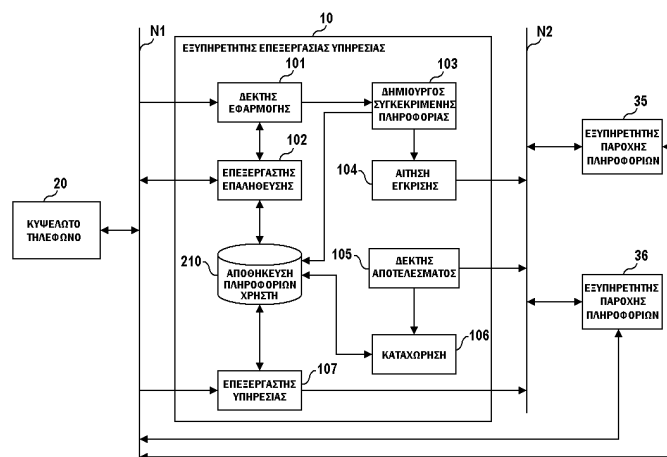 N1
10
N2
ΕΞΥΠΗΡΕΤΗΤΗΣ ΕΠΕΞΕΡΓΑΣΙΑΣ ΥΠΗΡΕΣΙΑΣ
101
ΔΕΚΤΗΣ
ΕΦΑΡΜΟΓΗΣ
103
ΔΗΜΙΟΥΡΓΟΣ
ΣΥΓΚΕΚΡΙΜΕΝΗΣ
ΠΛΗΡΟΦΟΡΙΑΣ
35
ΕΞΥΠΗΡΕΤΗΤΗΣ
ΠΑΡΟΧΗΣ
ΠΛΗΡΟΦΟΡΙΩΝ
102
ΕΠΕΞΕΡΓΑΣΤΗΣ
ΕΠΑΛΗΘΕΥΣΗΣ
104
ΑΙΤΗΣΗ
ΕΓΚΡΙΣΗΣ
20
ΚΥΨΕΛΩΤΟ
ΤΗΛΕΦΩΝΟ
210
ΑΠΟΘΗΚΕΥΣΗ
ΠΛΗΡΟΦΟΡΙΩΝ
ΧΡΗΣΤΗ
105
ΔΕΚΤΗΣ
ΑΠΟΤΕΛΕΣΜΑΤΟΣ
36
ΕΞΥΠΗΡΕΤΗΤΗΣ
ΠΑΡΟΧΗΣ
ΠΛΗΡΟΦΟΡΙΩΝ
106
ΚΑΤΑΧΩΡΗΣΗ
107
ΕΠΕΞΕΡΓΑΣΤΗΣ
ΥΠΗΡΕΣΙΑΣ